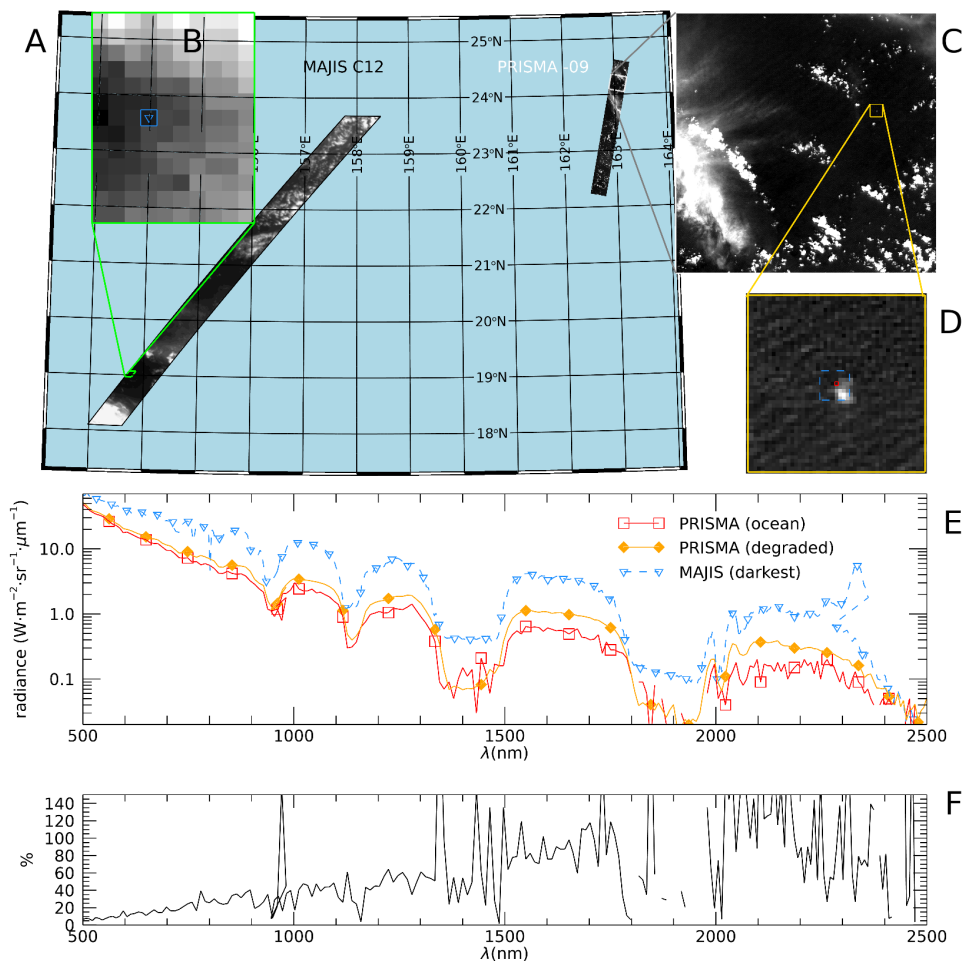 A
B
C
MAJIS C12
PRISMA -09
25°N
24°N
23°N
22°N
21°N
20°N
19°N
18°N
157°E
158°E
159°E
160°E
161°E
162°E
164°E
D
E
radiance (W·m⁻²·sr⁻¹·μm⁻¹)
10.0
1.0
0.1
PRISMA (ocean)
PRISMA (degraded)
MAJIS (darkest)
500
1000
1500
2000
2500
λ(nm)
F
%
140
120
100
80
60
40
20
0
500
1000
1500
2000
2500
λ(nm)